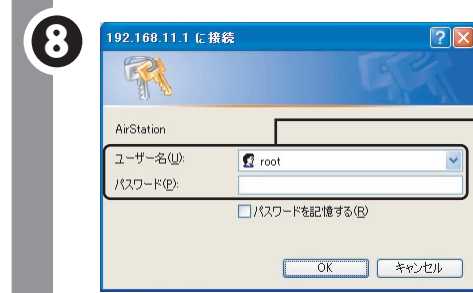 8
192.168.11.1 に接続
AirStation
ユーザー名(U):
root
パスワード(P):
パスワードを記憶する(R)
OK
キャンセル